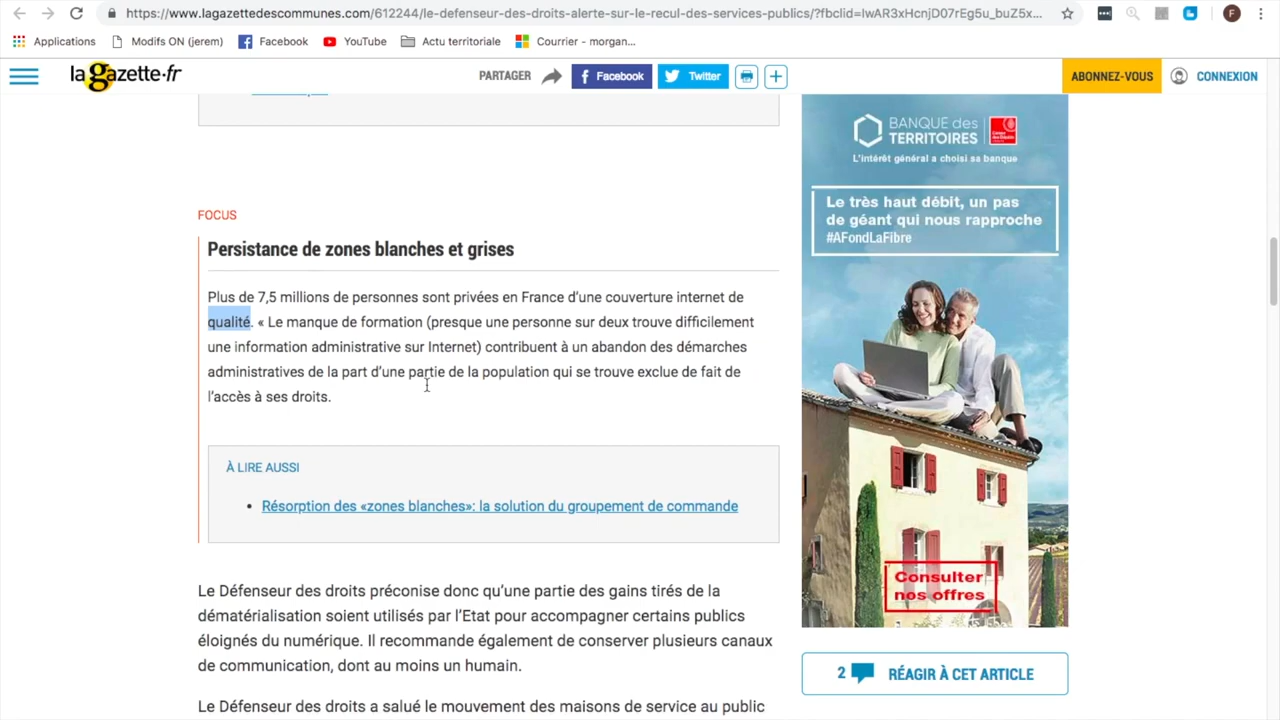 https://www.lagazettedescommunes.com/612244/le-defenseur-des-droits-alerte-sur-le-recul-des-services-publics/?fbclid=IwAR3xHcnjD07rEg5u_buZ5x...
F
Applications
Modifs ON (jerem)
Facebook
YouTube
Actu territoriale
Courrier - morgan...
la gazette.fr
PARTAGER
Facebook
Twitter
ABONNEZ-VOUS
CONNEXION
FOCUS
Persistance de zones blanches et grises
Plus de 7,5 millions de personnes sont privées en France d'une couverture internet de
qualité. « Le manque de formation (presque une personne sur deux trouve difficilement
une information administrative sur Internet) contribuent à un abandon des démarches
administratives de la part d'une partie de la population qui se trouve exclue de fait de
l'accès à ses droits.
À LIRE AUSSI
• Résorption des «zones blanches»: la solution du groupement de commande
Le Défenseur des droits préconise donc qu'une partie des gains tirés de la
dématérialisation soient utilisés par l'Etat pour accompagner certains publics
éloignés du numérique. Il recommande également de conserver plusieurs canaux
de communication, dont au moins un humain.
Le Défenseur des droits a salué le mouvement des maisons de service au public
BANQUE des
TERRITOIRES
L'intérêt général a choisi sa banque
Le très haut débit, un pas
de géant qui nous rapproche
#AFondLaFibre
Consulter
nos offres
2 RÉAGIR À CET ARTICLE